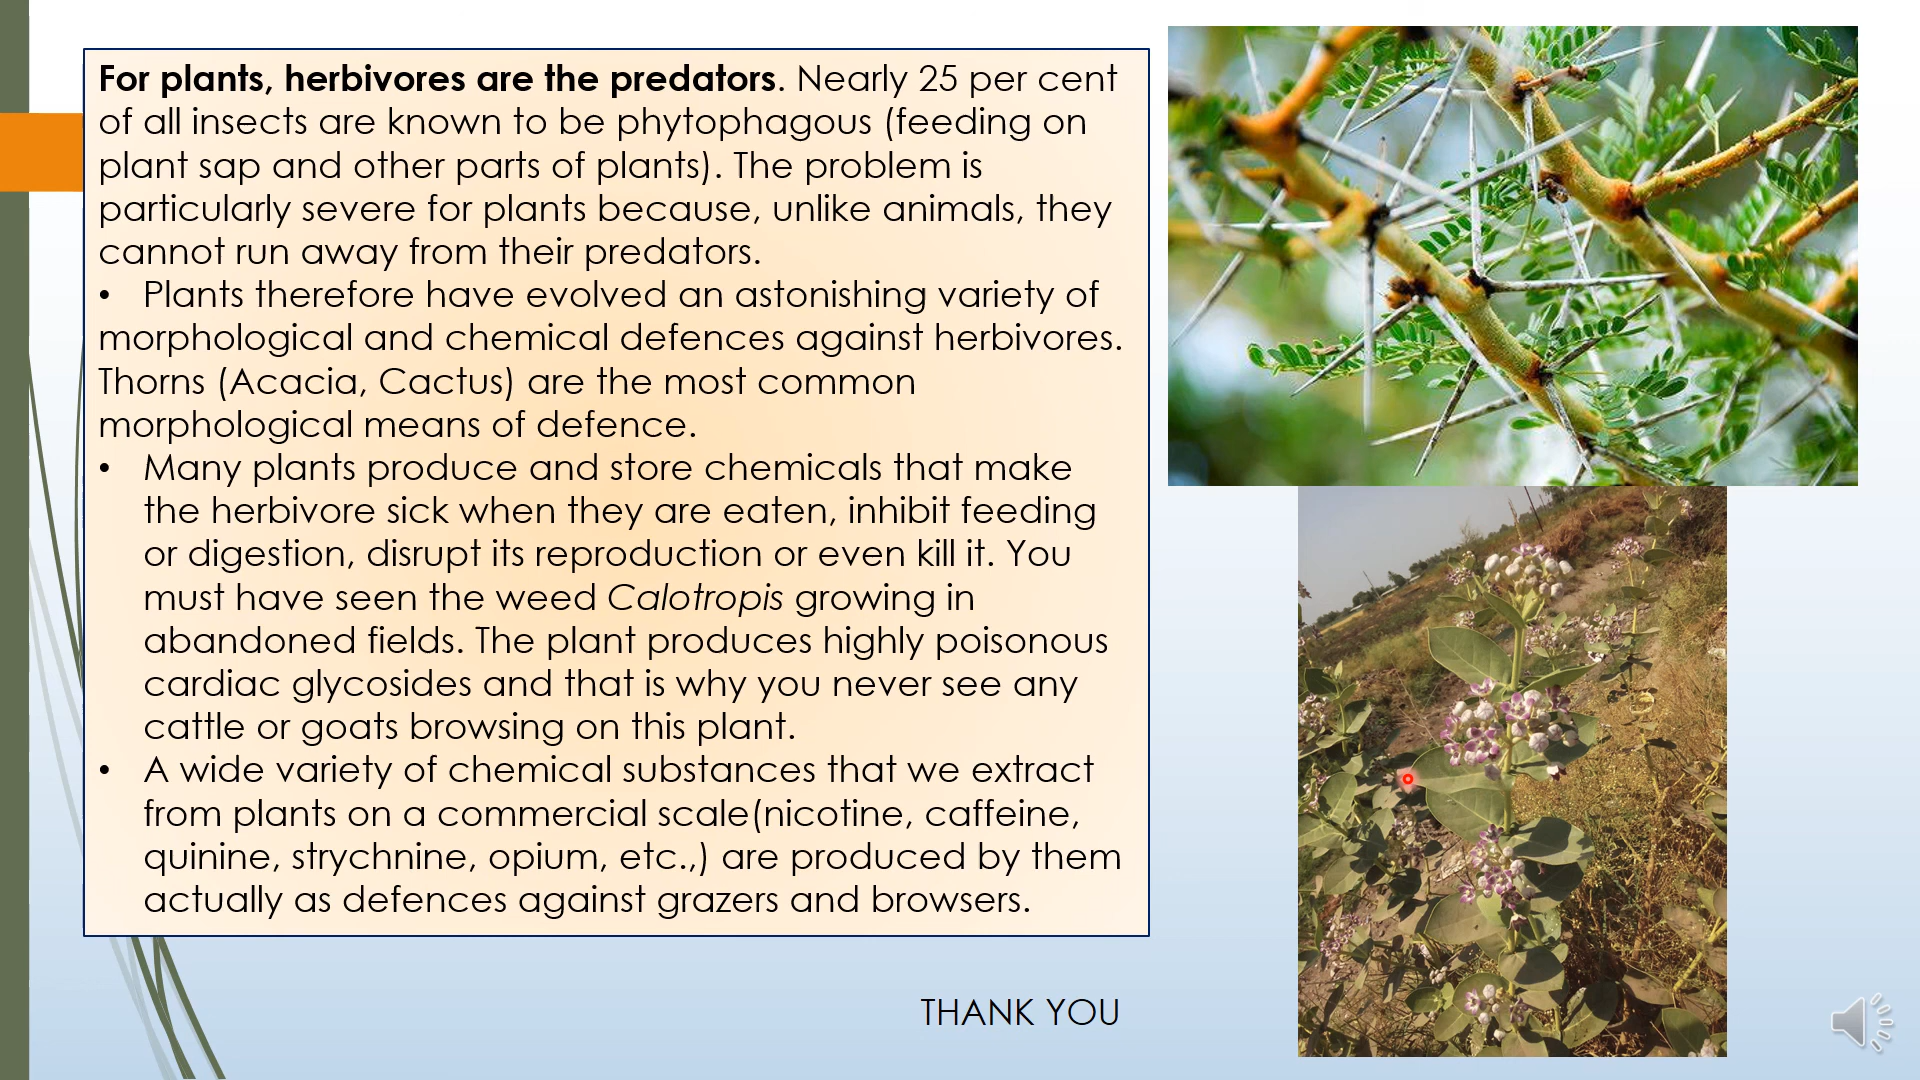 For plants, herbivores are the predators. Nearly 25 per cent
of all insects are known to be phytophagous (feeding on
plant sap and other parts of plants). The problem is
particularly severe for plants because, unlike animals, they
cannot run away from their predators.
• Plants therefore have evolved an astonishing variety of
morphological and chemical defences against herbivores.
Thorns (Acacia, Cactus) are the most common
morphological means of defence.
• Many plants produce and store chemicals that make
the herbivore sick when they are eaten, inhibit feeding
or digestion, disrupt its reproduction or even kill it. You
must have seen the weed Calotropis growing in
abandoned fields. The plant produces highly poisonous
cardiac glycosides and that is why you never see any
cattle or goats browsing on this plant.
• A wide variety of chemical substances that we extract
from plants on a commercial scale(nicotine, caffeine,
quinine, strychnine, opium, etc.,) are produced by them
actually as defences against grazers and browsers.
THANK YOU